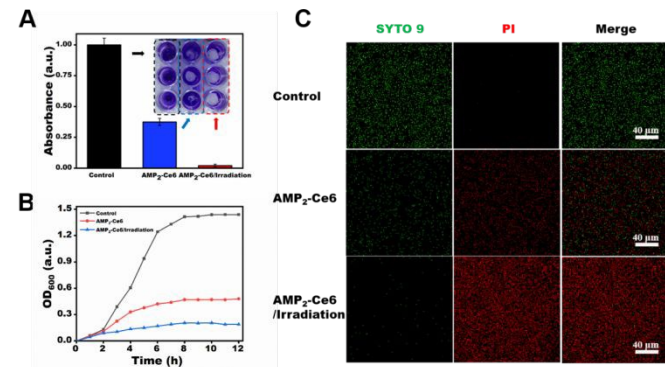 A
Absorbance (a.u.)
1.00
0.75
0.50
0.25
0.00
Control
AMP₂-Ce6
AMP₂-Ce6/Irradiation
B
OD₆₀₀ (a.u.)
1.5
1.2
0.9
0.6
0.3
0.0
Control
AMP₂-Ce6
AMP₂-Ce6/Irradiation
0 2 4 6 8 10 12
Time (h)
C
SYTO 9 PI Merge
Control
40 μm
AMP₂-Ce6
40 μm
AMP₂-Ce6
/Irradiation
40 μm